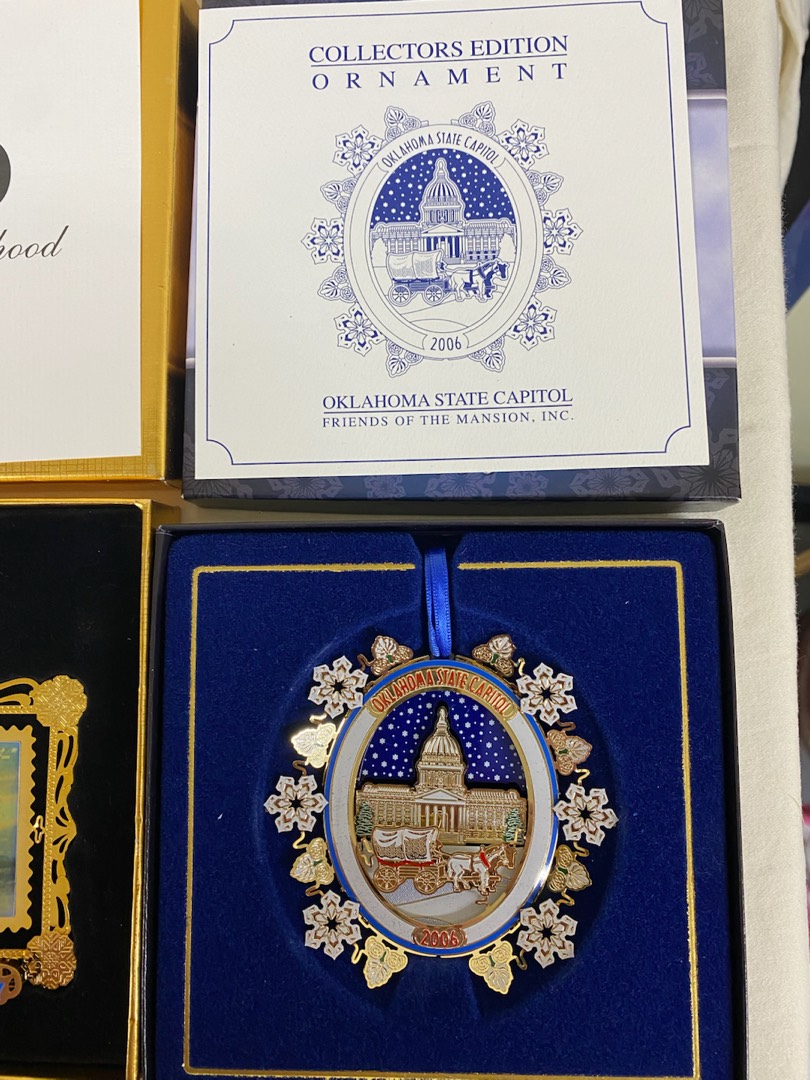 COLLECTORS EDITION
ORNAMENT
OKLAHOMA STATE CAPITOL
2006
OKLAHOMA STATE CAPITOL
FRIENDS OF THE MANSION, INC.
hood
OKLAHOMA STATE CAPITOL
2006